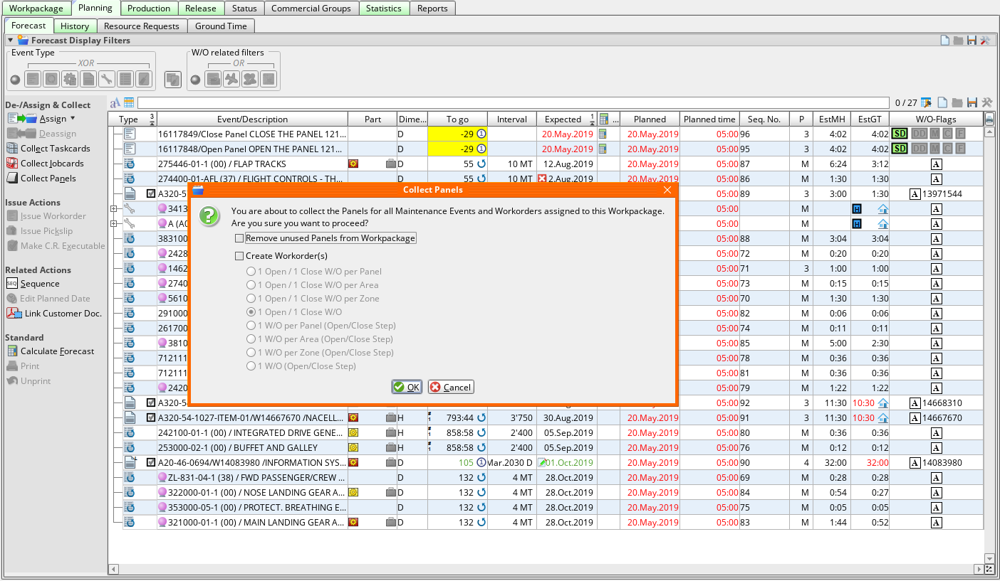 Workpackage Planning Production Release Status Commercial Groups Statistics Reports
Forecast History Resource Requests Ground Time
Forecast Display Filters
Event Type W/O related filters
XOR OR
De-/Assign & Collect 0 / 27
Assign
Deassign
Collect Taskcards
Collect Jobcards
Collect Panels
Issue Actions
Issue Workorder
Issue Pickslip
Make C.R. Executable
Related Actions
SEQ Sequence
Edit Planned Date
Link Customer Doc.
Standard
Calculate Forecast
Print
Unprint
Type 3 Event/Description Part Dime... To go Interval Expected 1 ... Planned Planned time Seq. No. P EstMH EstGT W/O-Flags
16117849/Close Panel CLOSE THE PANEL 121... D -29 1 20.May.2019 20.May.2019 05:00 96 3 4:02 4:02 SD DD M C F
16117848/Open Panel OPEN THE PANEL 121... D -29 1 20.May.2019 20.May.2019 05:00 95 3 4:02 4:02 SD DD M C F
275446-01-1 (00) / FLAP TRACKS D 55 10 MT 12.Aug.2019 20.May.2019 05:00 87 M 6:24 3:12 A
274400-01-AFL (37) / FLIGHT CONTROLS - TH... D 55 10 MT 2.Aug.2019 20.May.2019 05:00 86 M 1:30 1:30 A
A320-5 05:00 89 3 3:00 1:30 A 13971544
3413 05:00 M H A
A (A0 05:00 M H A
383100 05:00 88 M 3:04 3:04 A
2428 05:00 72 M 0:20 0:20 A
1462 05:00 71 3 1:00 1:00 A
2740 05:00 73 M 0:15 0:15 A
5610 05:00 70 M 1:30 1:30 A
291000 05:00 82 M 0:06 0:06 A
261700 05:00 74 M 0:11 0:11 A
3810 05:00 85 M 5:00 2:30 A
712111 05:00 78 M 0:36 0:36 A
712111 05:00 81 M 0:36 0:36 A
2420 05:00 79 M 1:22 1:22 A
A320-5 05:00 92 3 11:30 10:30 A 14668310
A320-54-1027-ITEM-01/W14667670 /NACELL... H 793:44 3'750 30.Aug.2019 20.May.2019 05:00 91 3 11:30 10:30 A 14667670
242100-01-1 (00) / INTEGRATED DRIVE GENE... H 858:58 2'400 05.Sep.2019 20.May.2019 05:00 80 M 0:36 0:36 A
253000-02-1 (00) / BUFFET AND GALLEY H 858:58 2'400 05.Sep.2019 20.May.2019 05:00 76 M 0:12 0:12 A
A20-46-0694/W14083980 /INFORMATION SYS... D 105 1 Mar.2030 D 01.Oct.2019 20.May.2019 05:00 90 4 32:00 32:00 A 14083980
ZL-831-04-1 (38) / FWD PASSENGER/CREW ... D 132 4 MT 28.Oct.2019 20.May.2019 05:00 69 M 0:28 0:28 A
322000-01-1 (00) / NOSE LANDING GEAR A... D 132 4 MT 28.Oct.2019 20.May.2019 05:00 84 M 0:54 0:27 A
353000-05-1 (00) / PROTECT. BREATHING E... D 132 4 MT 28.Oct.2019 20.May.2019 05:00 75 M 0:05 0:05 A
321000-01-1 (00) / MAIN LANDING GEAR A... D 132 4 MT 28.Oct.2019 20.May.2019 05:00 83 M 1:44 0:52 A
Collect Panels
You are about to collect the Panels for all Maintenance Events and Workorders assigned to this Workpackage.
Are you sure you want to proceed?
Remove unused Panels from Workpackage
Create Workorder(s)
1 Open / 1 Close W/O per Panel
1 Open / 1 Close W/O per Area
1 Open / 1 Close W/O per Zone
1 Open / 1 Close W/O
1 W/O per Panel (Open/Close Step)
1 W/O per Area (Open/Close Step)
1 W/O per Zone (Open/Close Step)
1 W/O (Open/Close Step)
OK Cancel